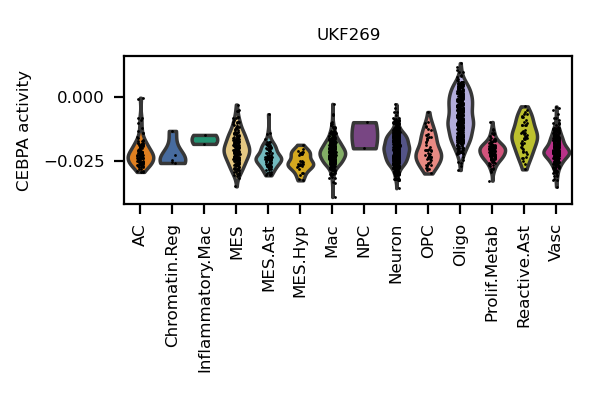 UKF269
CEBPA activity
0.000
−0.025
AC
Chromatin.Reg
Inflammatory.Mac
MES
MES.Ast
MES.Hyp
Mac
NPC
Neuron
OPC
Oligo
Prolif.Metab
Reactive.Ast
Vasc